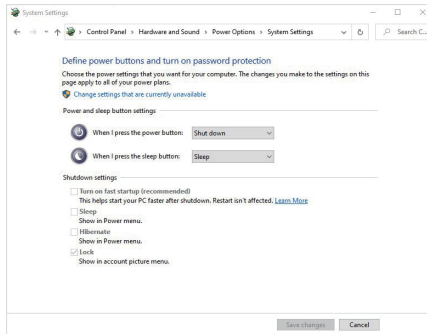 System Settings
Control Panel > Hardware and Sound > Power Options > System Settings
Search C...
Define power buttons and turn on password protection
Choose the power settings that you want for your computer. The changes you make to the settings on this
page apply to all of your power plans.
Change settings that are currently unavailable
Power and sleep button settings
When I press the power button: Shut down
When I press the sleep button: Sleep
Shutdown settings
Turn on fast startup (recommended)
This helps start your PC faster after shutdown. Restart isn't affected. Learn More
Sleep
Show in Power menu.
Hibernate
Show in Power menu.
Lock
Show in account picture menu.
Save changes Cancel